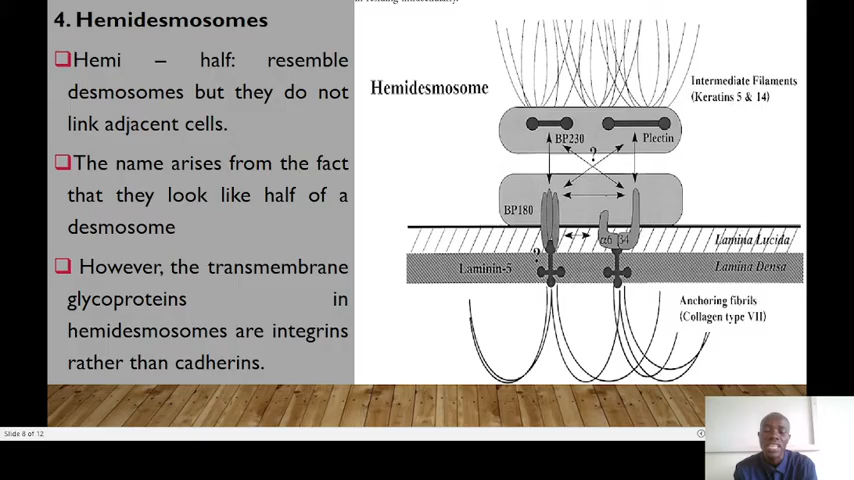 4. Hemidesmosomes
❑Hemi – half: resemble
desmosomes but they do not
link adjacent cells.
❑The name arises from the fact
that they look like half of a
desmosome
❑ However, the transmembrane
glycoproteins in
hemidesmosomes are integrins
rather than cadherins.
Hemidesmosome
Intermediate Filaments
(Keratins 5 & 14)
BP230
Plectin
?
BP180
α6
β4
Lamina Lucida
?
Laminin-5
Lamina Densa
Anchoring fibrils
(Collagen type VII)
Slide 8 of 12